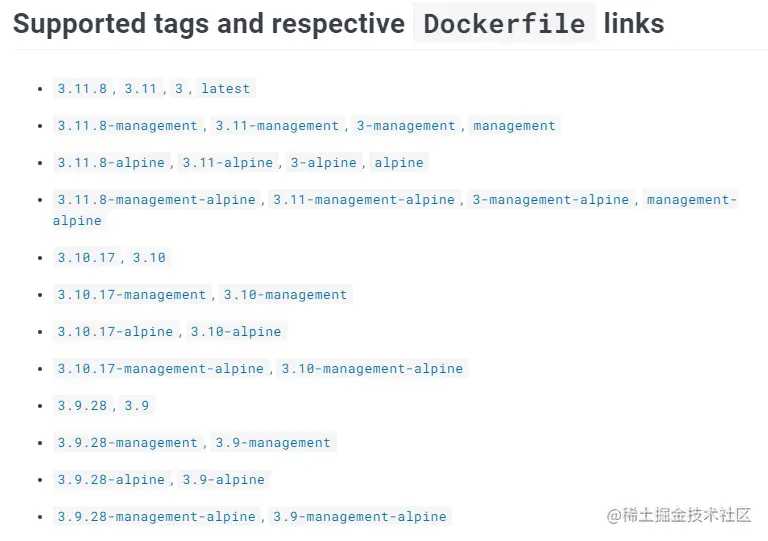 Supported tags and respective Dockerfile links
• 3.11.8, 3.11, 3, latest
• 3.11.8-management, 3.11-management, 3-management, management
• 3.11.8-alpine, 3.11-alpine, 3-alpine, alpine
• 3.11.8-management-alpine, 3.11-management-alpine, 3-management-alpine, management-
alpine
• 3.10.17, 3.10
• 3.10.17-management, 3.10-management
• 3.10.17-alpine, 3.10-alpine
• 3.10.17-management-alpine, 3.10-management-alpine
• 3.9.28, 3.9
• 3.9.28-management, 3.9-management
• 3.9.28-alpine, 3.9-alpine
• 3.9.28-management-alpine, 3.9-management-alpine
@稀土掘金技术社区